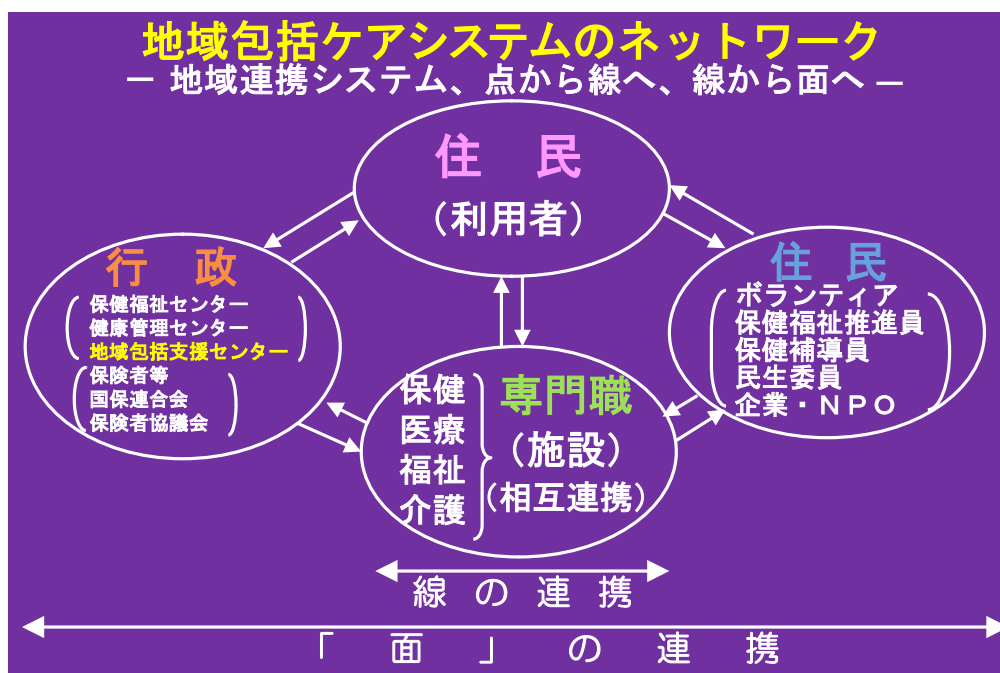 地域包括ケアシステムのネットワーク
― 地域連携システム、点から線へ、線から面へ ―
住 民
（利用者）
行 政
保健福祉センター
健康管理センター
地域包括支援センター
保険者等
国保連合会
保険者協議会
住 民
ボランティア
保健福祉推進員
保健補導員
民生委員
企業・ＮＰＯ
保健
医療
福祉
介護
専門職
（施設）
（相互連携）
線 の 連 携
「 面 」 の 連 携